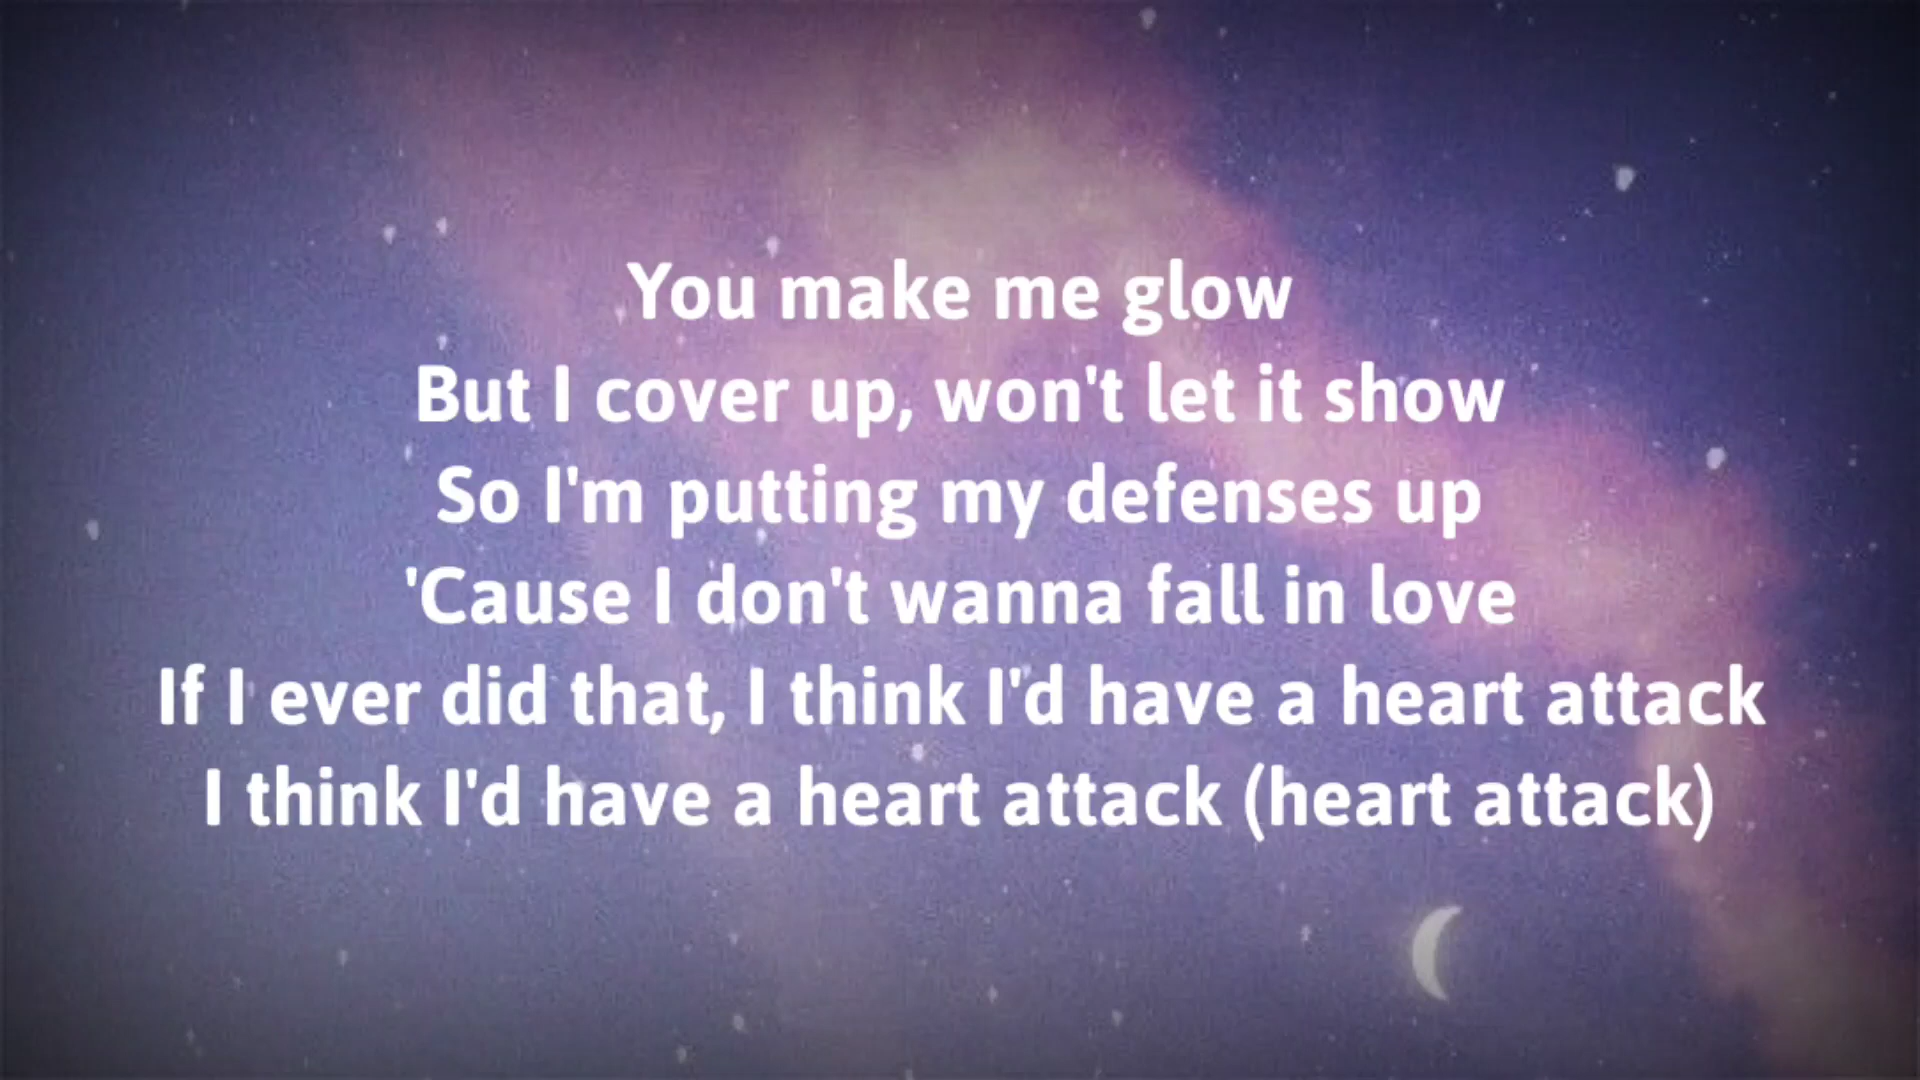 You make me glow
But I cover up, won't let it show
So I'm putting my defenses up
'Cause I don't wanna fall in love
If I ever did that, I think I'd have a heart attack
I think I'd have a heart attack (heart attack)